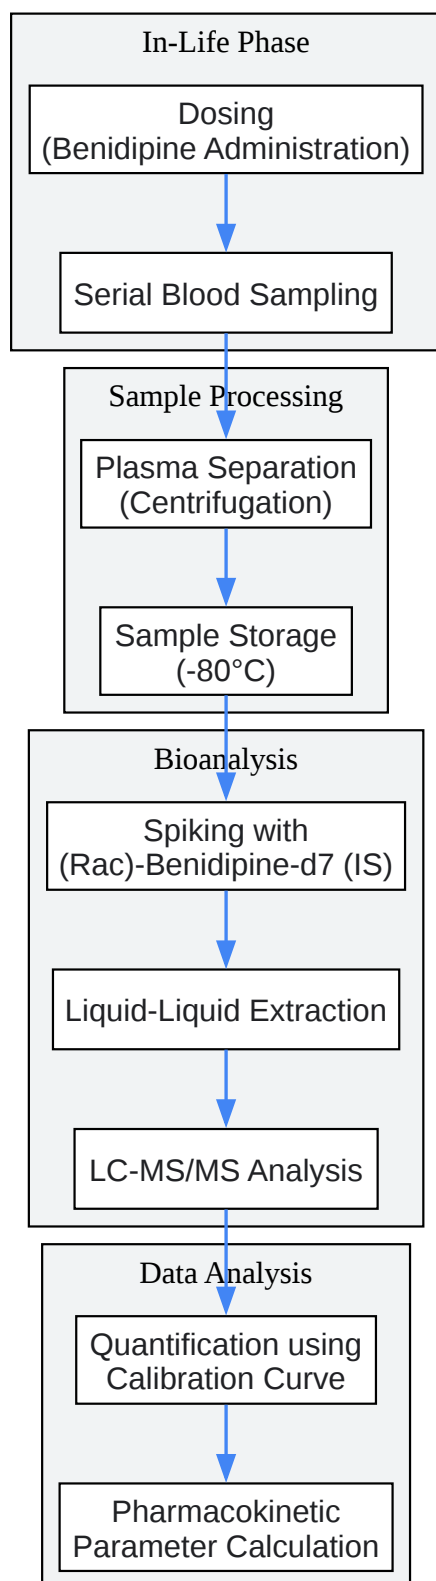 In-Life Phase
Dosing
(Benidipine Administration)
Serial Blood Sampling
Sample Processing
Plasma Separation
(Centrifugation)
Sample Storage
(-80°C)
Bioanalysis
Spiking with
(Rac)-Benidipine-d7 (IS)
Liquid-Liquid Extraction
LC-MS/MS Analysis
Data Analysis
Quantification using
Calibration Curve
Pharmacokinetic
Parameter Calculation